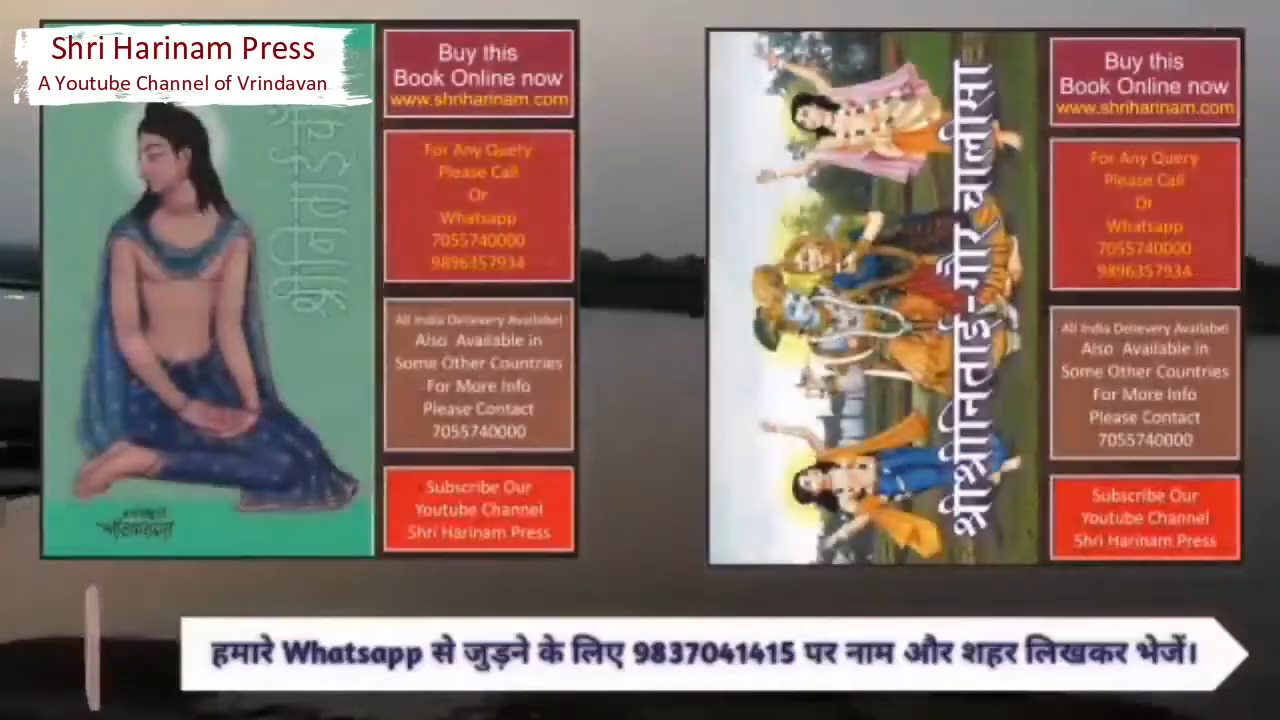 Shri Harinam Press
A Youtube Channel of Vrindavan
श्रीनिताई चाँ
Buy this
Book Online now
www.shriharinam.com
For Any Query
Please Call
Or
Whatsapp
7055740000
9896357934
All India Delievery Availabel
Also Available in
Some Other Countries
For More Info
Please Contact
7055740000
Subscribe Our
Youtube Channel
Shri Harinam Press
श्रीश्रीनिताई-गौर चालीसा
Buy this
Book Online now
www.shriharinam.com
For Any Query
Please Call
Or
Whatsapp
7055740000
9896357934
All India Delievery Availabel
Also Available in
Some Other Countries
For More Info
Please Contact
7055740000
Subscribe Our
Youtube Channel
Shri Harinam Press
हमारे Whatsapp से जुड़ने के लिए 9837041415 पर नाम और शहर लिखकर भेजें।